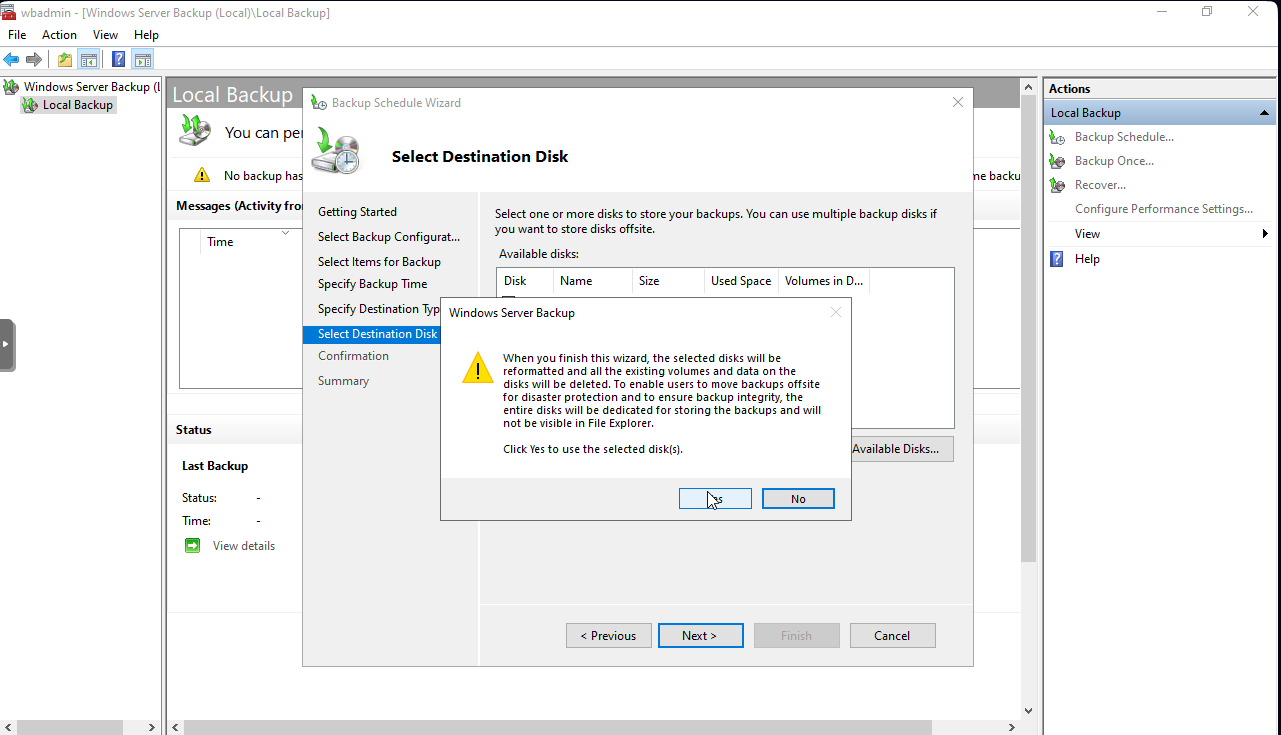 wbadmin - [Windows Server Backup (Local)\Local Backup]
File Action View Help
Windows Server Backup (L
Local Backup
Local Backup
You can per
No backup has
me backu
Messages (Activity fro
Time
Status
Last Backup
Status: -
Time: -
View details
Backup Schedule Wizard
Select Destination Disk
Getting Started
Select Backup Configurat...
Select Items for Backup
Specify Backup Time
Specify Destination Typ
Select Destination Disk
Confirmation
Summary
Select one or more disks to store your backups. You can use multiple backup disks if
you want to store disks offsite.
Available disks:
Disk Name Size Used Space Volumes in D...
Available Disks...
Windows Server Backup
When you finish this wizard, the selected disks will be
reformatted and all the existing volumes and data on the
disks will be deleted. To enable users to move backups offsite
for disaster protection and to ensure backup integrity, the
entire disks will be dedicated for storing the backups and will
not be visible in File Explorer.
Click Yes to use the selected disk(s).
No
< Previous Next > Finish Cancel
Actions
Local Backup
Backup Schedule...
Backup Once...
Recover...
Configure Performance Settings...
View
Help